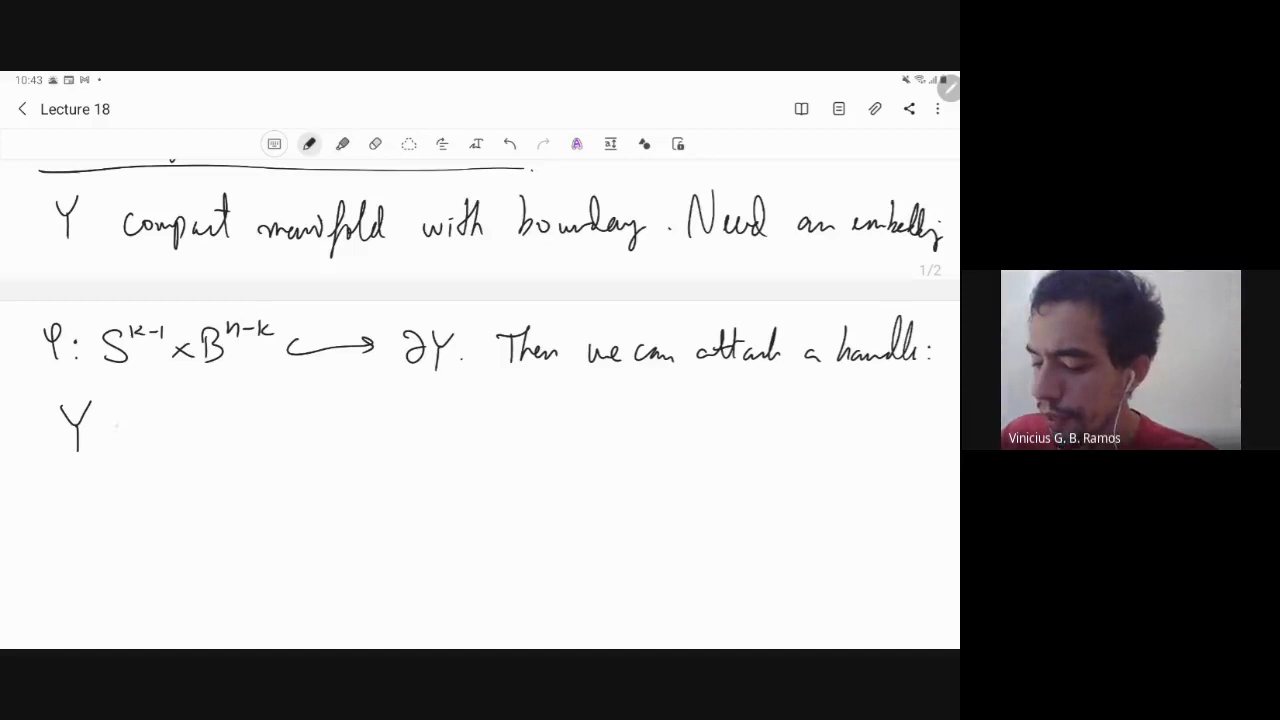 10:43
Lecture 18
Y compact manifold with boundary. Need an embedding
1/2
φ: S^{k-1} × B^{n-k} ↪ ∂Y. Then we can attach a handle:
Y
Vinicius G. B. Ramos